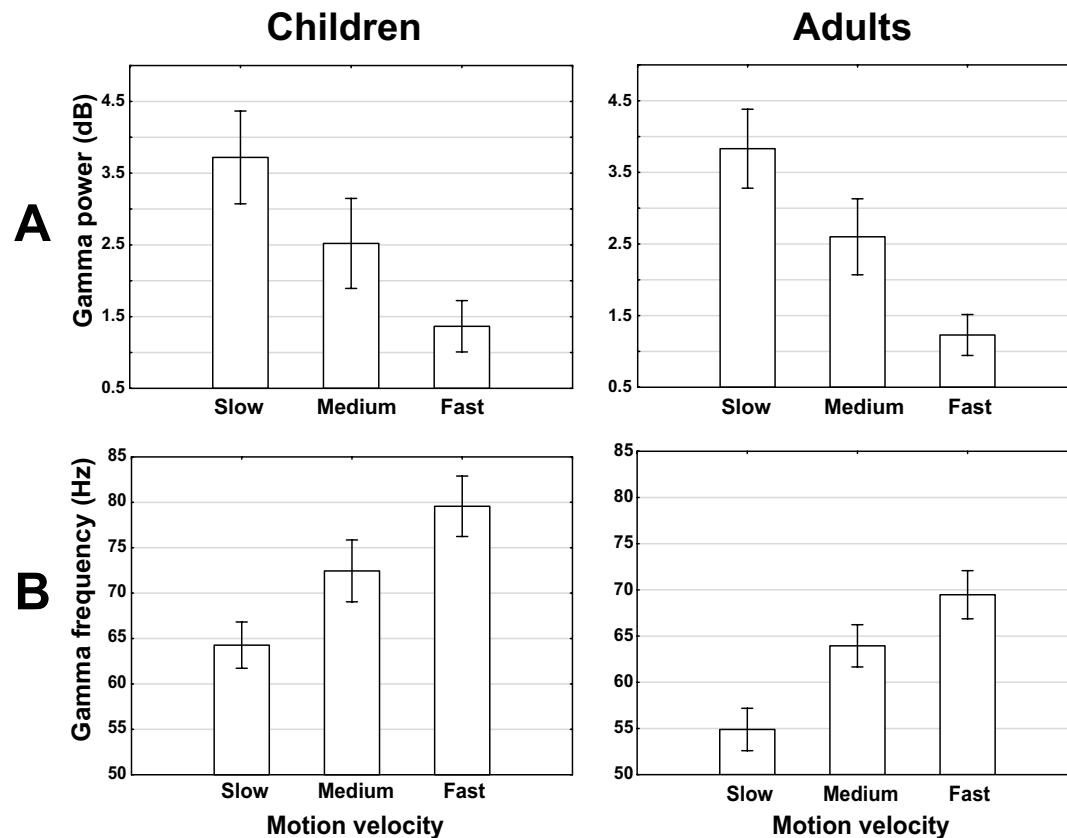 Children
Adults
A
Gamma power (dB)
4.5
3.5
2.5
1.5
0.5
Slow Medium Fast
4.5
3.5
2.5
1.5
0.5
Slow Medium Fast
B
Gamma frequency (Hz)
85
80
75
70
65
60
55
50
Slow Medium Fast
Motion velocity
85
80
75
70
65
60
55
50
Slow Medium Fast
Motion velocity